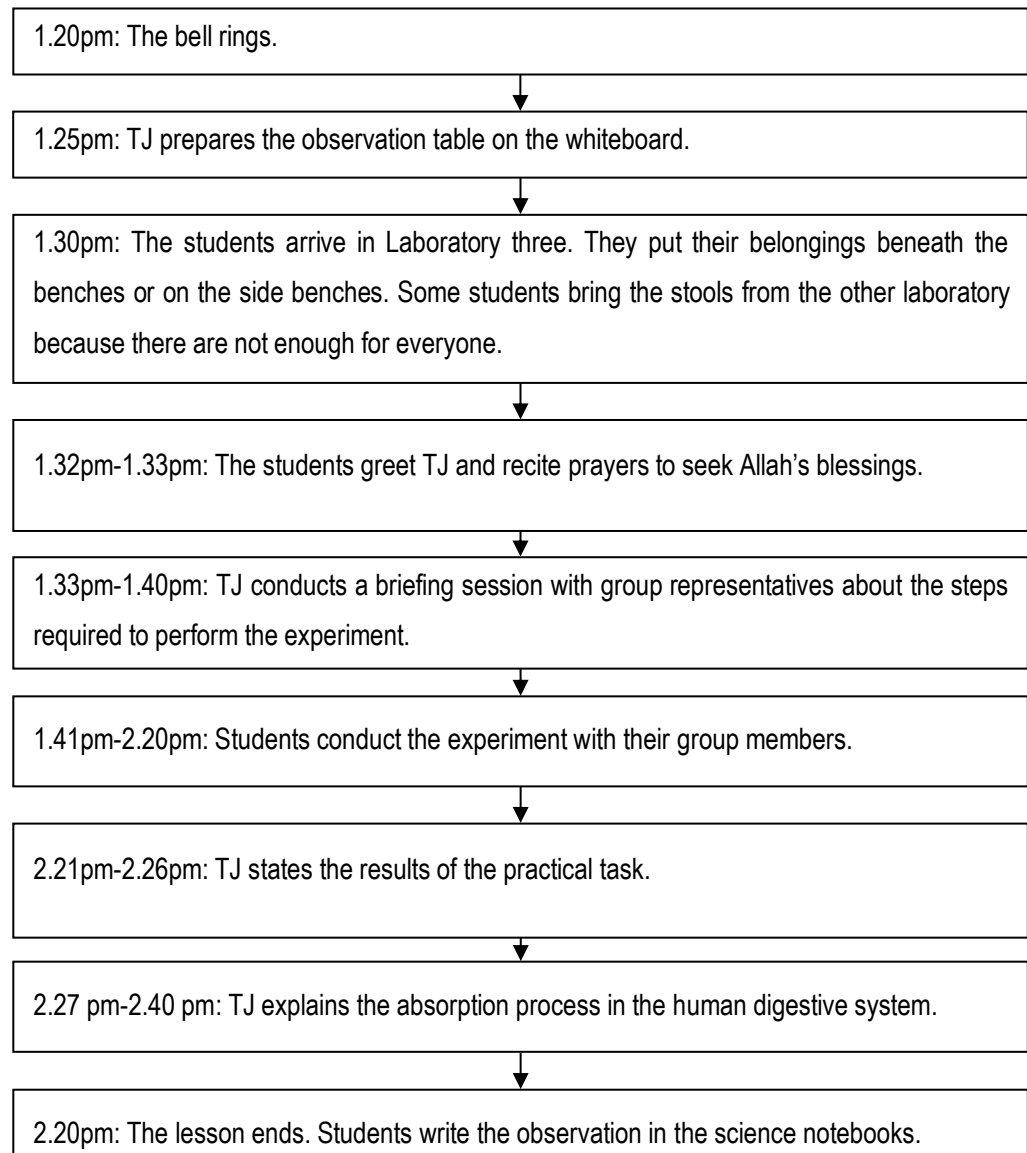 1.20pm: The bell rings.
1.25pm: TJ prepares the observation table on the whiteboard.
1.30pm: The students arrive in Laboratory three. They put their belongings beneath the
benches or on the side benches. Some students bring the stools from the other laboratory
because there are not enough for everyone.
1.32pm-1.33pm: The students greet TJ and recite prayers to seek Allah's blessings.
1.33pm-1.40pm: TJ conducts a briefing session with group representatives about the steps
required to perform the experiment.
1.41pm-2.20pm: Students conduct the experiment with their group members.
2.21pm-2.26pm: TJ states the results of the practical task.
2.27 pm-2.40 pm: TJ explains the absorption process in the human digestive system.
2.20pm: The lesson ends. Students write the observation in the science notebooks.